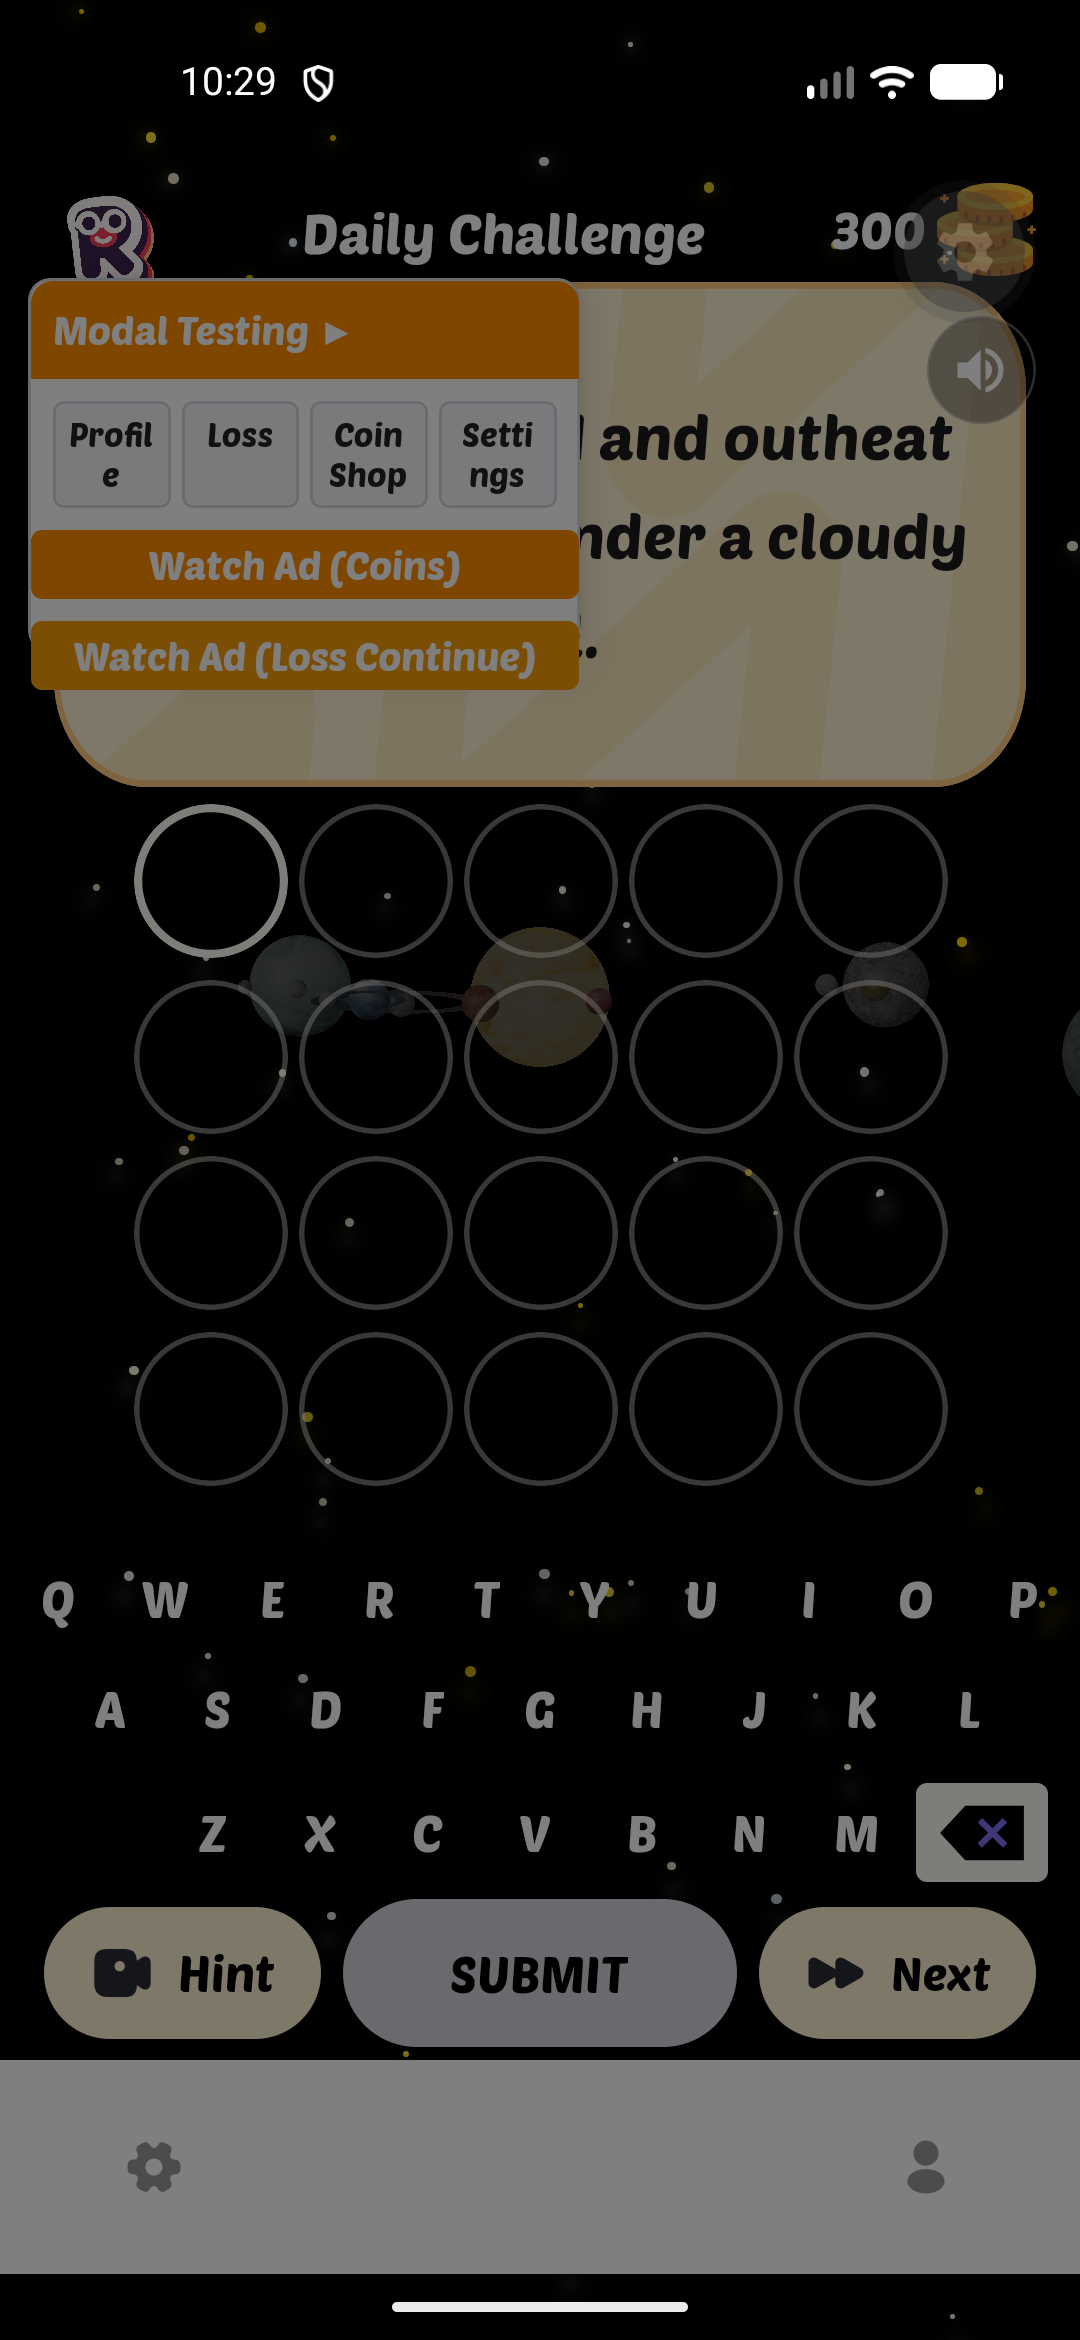 10:29
Daily Challenge
300
Modal Testing ►
Profil
e
Loss
Coin
Shop
Setti
ngs
and outheat
nder a cloudy
Watch Ad (Coins)
Watch Ad (Loss Continue)
Q W E R T Y U I O P
A S D F G H J K L
Z X C V B N M
Hint
SUBMIT
Next